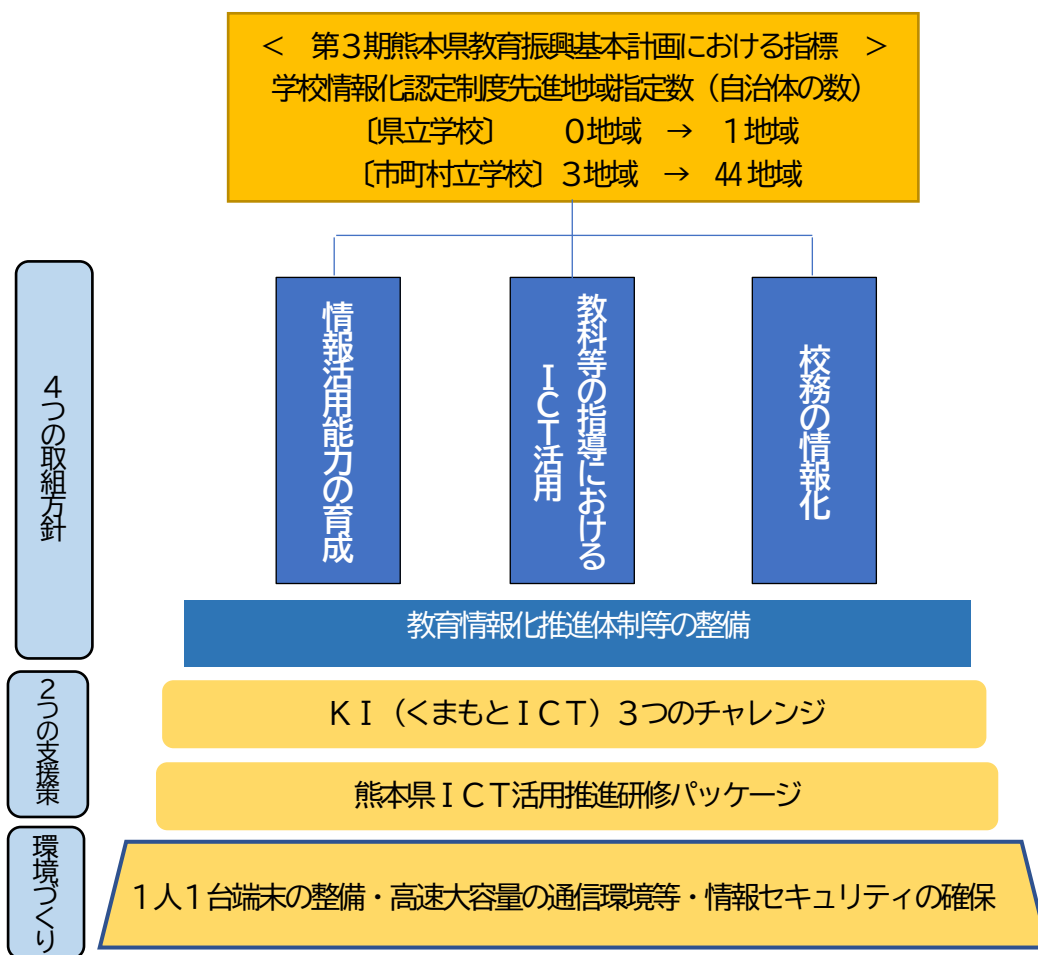 ＜　第３期熊本県教育振興基本計画における指標　＞
学校情報化認定制度先進地域指定数（自治体の数）
〔県立学校〕　　０地域　→　１地域
〔市町村立学校〕３地域　→　44 地域
４つの取組方針
情報活用能力の育成
教科等の指導における
ＩＣＴ活用
校務の情報化
教育情報化推進体制等の整備
２つの支援策
ＫＩ（くまもとＩＣＴ）３つのチャレンジ
熊本県ＩＣＴ活用推進研修パッケージ
環境づくり
１人１台端末の整備・高速大容量の通信環境等・情報セキュリティの確保